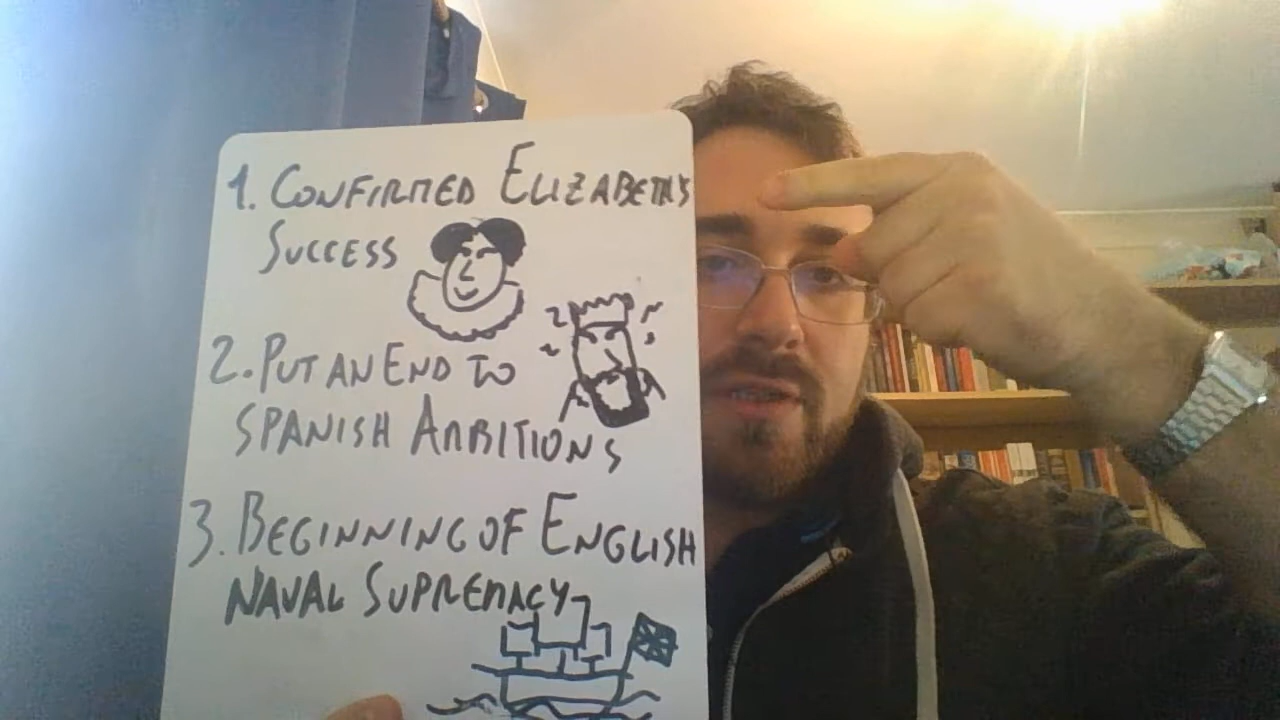 1. CONFIRMED ELIZABETH'S
SUCCESS
2. PUT AN END TO
SPANISH AMBITIONS
3. BEGINNING OF ENGLISH
NAVAL SUPREMACY